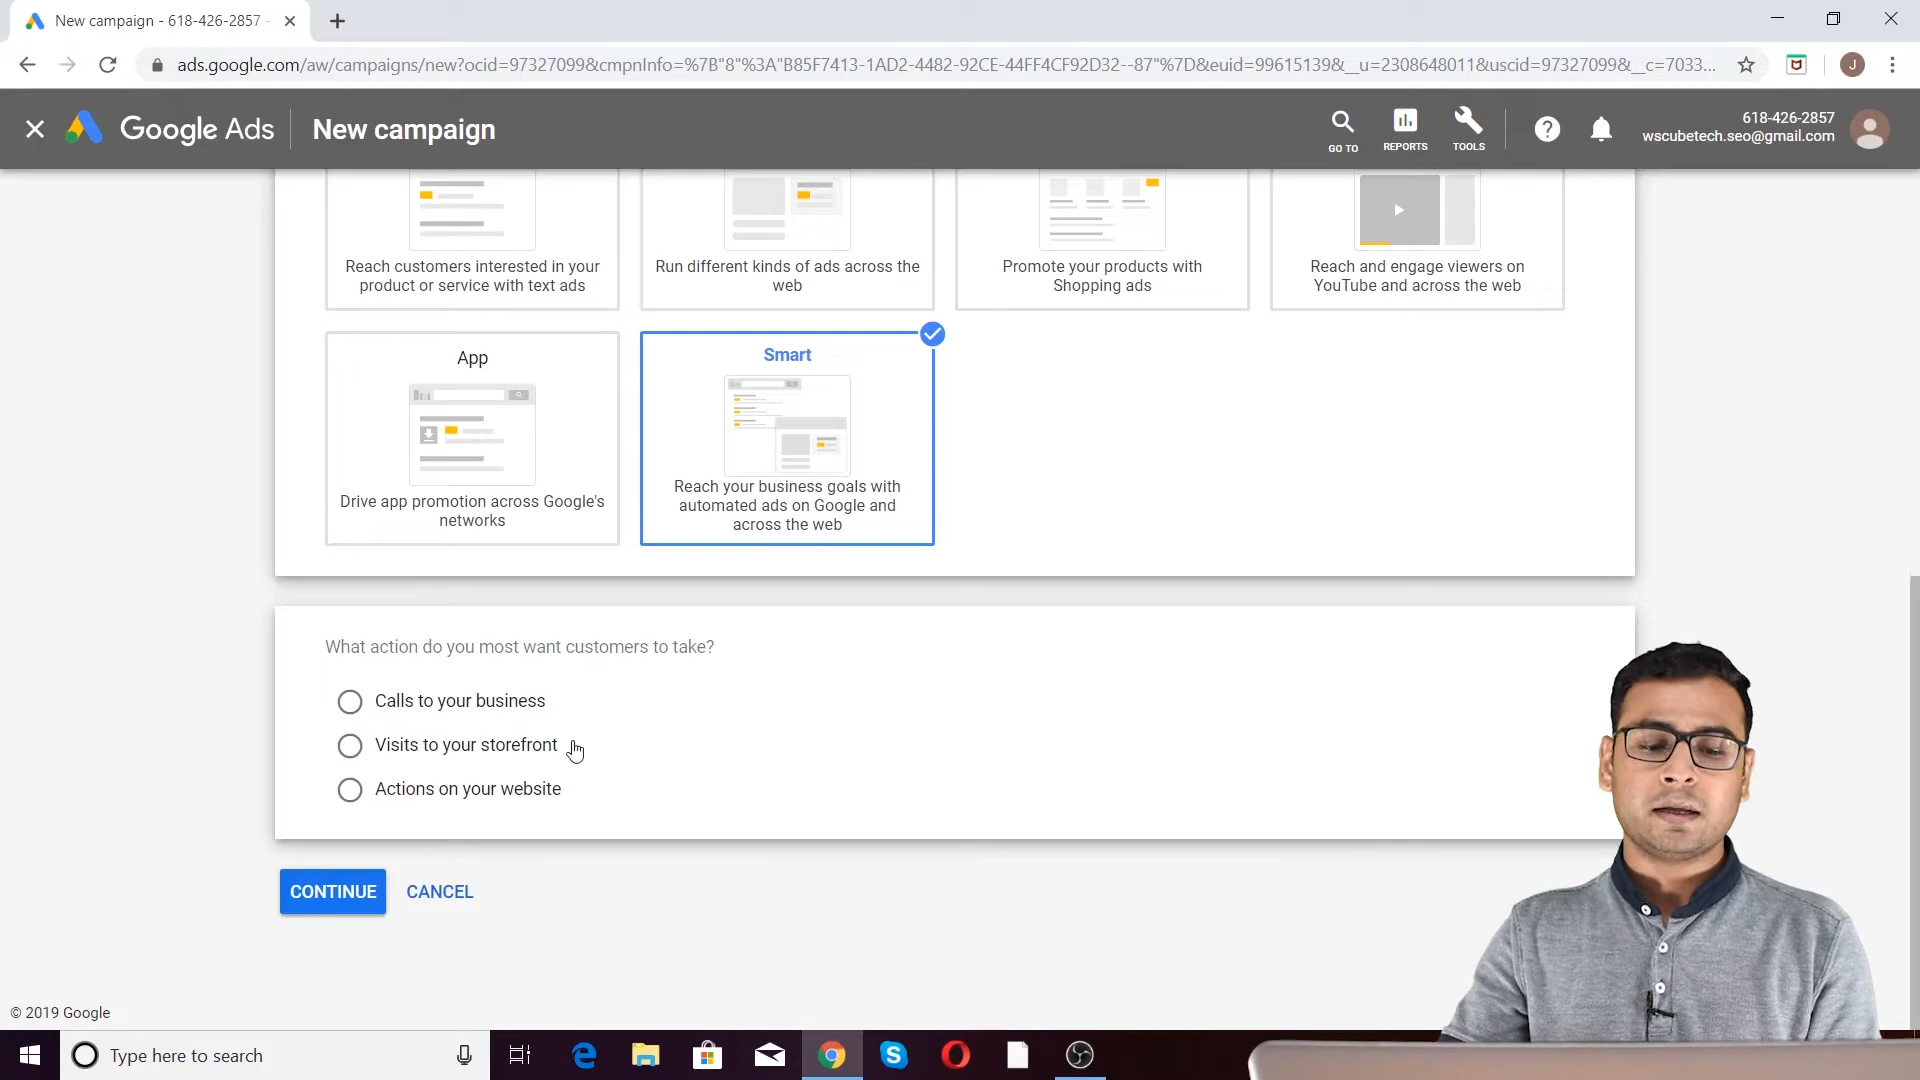 New campaign - 618-426-2857 -
ads.google.com/aw/campaigns/new?ocid=97327099&cmpnInfo=%7B"8"%3A"B85F7413-1AD2-4482-92CE-44FF4CF92D32--87"%7D&euid=99615139&__u=2308648011&uscid=97327099&__c=7033...
J
Google Ads
New campaign
GO TO
REPORTS
TOOLS
618-426-2857
wscubetech.seo@gmail.com
Reach customers interested in your
product or service with text ads
Run different kinds of ads across the
web
Promote your products with
Shopping ads
Reach and engage viewers on
YouTube and across the web
App
Drive app promotion across Google's
networks
Smart
Reach your business goals with
automated ads on Google and
across the web
What action do you most want customers to take?
Calls to your business
Visits to your storefront
Actions on your website
CONTINUE
CANCEL
© 2019 Google
Type here to search